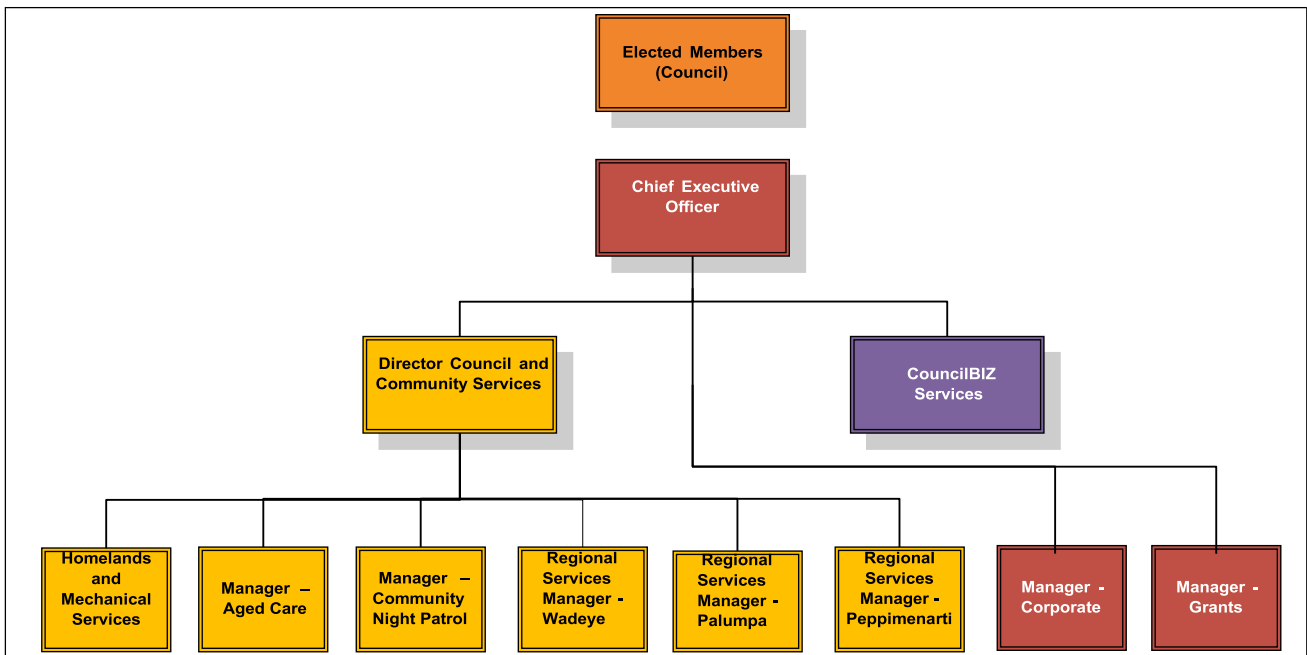 Elected Members
(Council)
Chief Executive
Officer
Director Council and
Community Services
CouncilBIZ
Services
Homelands
and
Mechanical
Services
Manager –
Aged Care
Manager –
Community
Night Patrol
Regional
Services
Manager -
Wadeye
Regional
Services
Manager -
Palumpa
Regional
Services
Manager -
Peppimenarti
Manager -
Corporate
Manager -
Grants